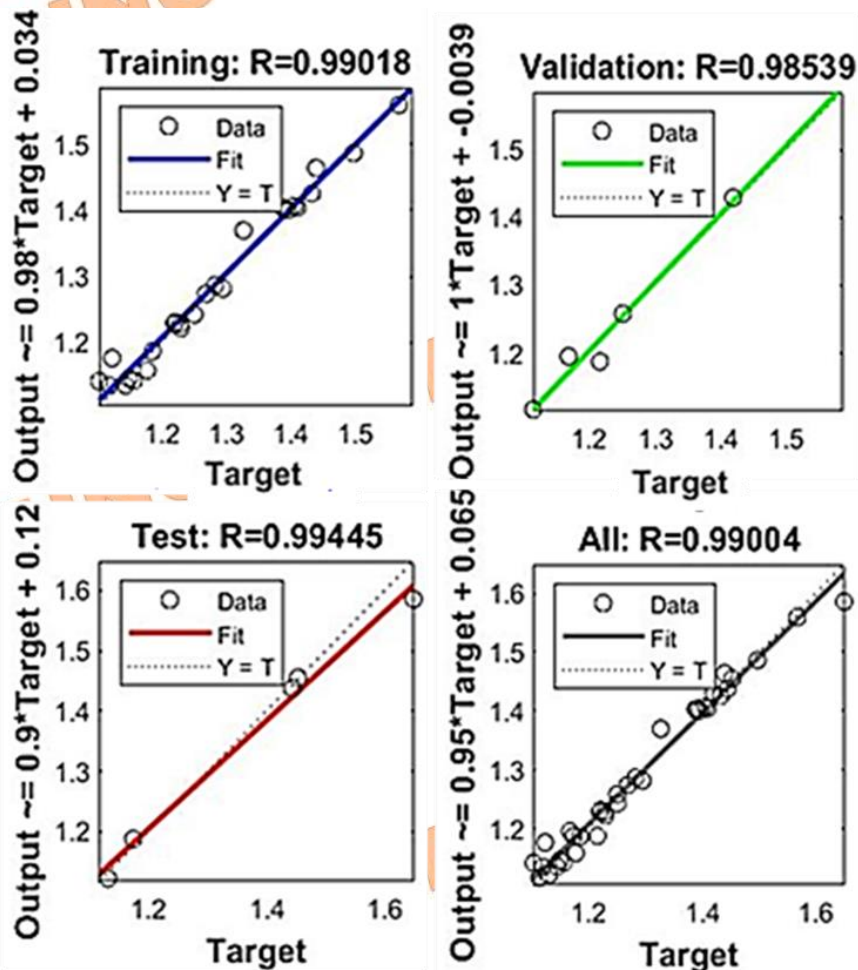 Training: R=0.99018
Output ~= 0.98*Target + 0.034
Data
Fit
Y = T
1.5
1.4
1.3
1.2
1.2 1.3 1.4 1.5
Target
Validation: R=0.98539
Output ~= 1*Target + -0.0039
Data
Fit
Y = T
1.5
1.4
1.3
1.2
1.2 1.3 1.4 1.5
Target
Test: R=0.99445
Output ~= 0.9*Target + 0.12
Data
Fit
Y = T
1.6
1.5
1.4
1.3
1.2
1.2 1.4 1.6
Target
All: R=0.99004
Output ~= 0.95*Target + 0.065
Data
Fit
Y = T
1.6
1.5
1.4
1.3
1.2
1.2 1.4 1.6
Target